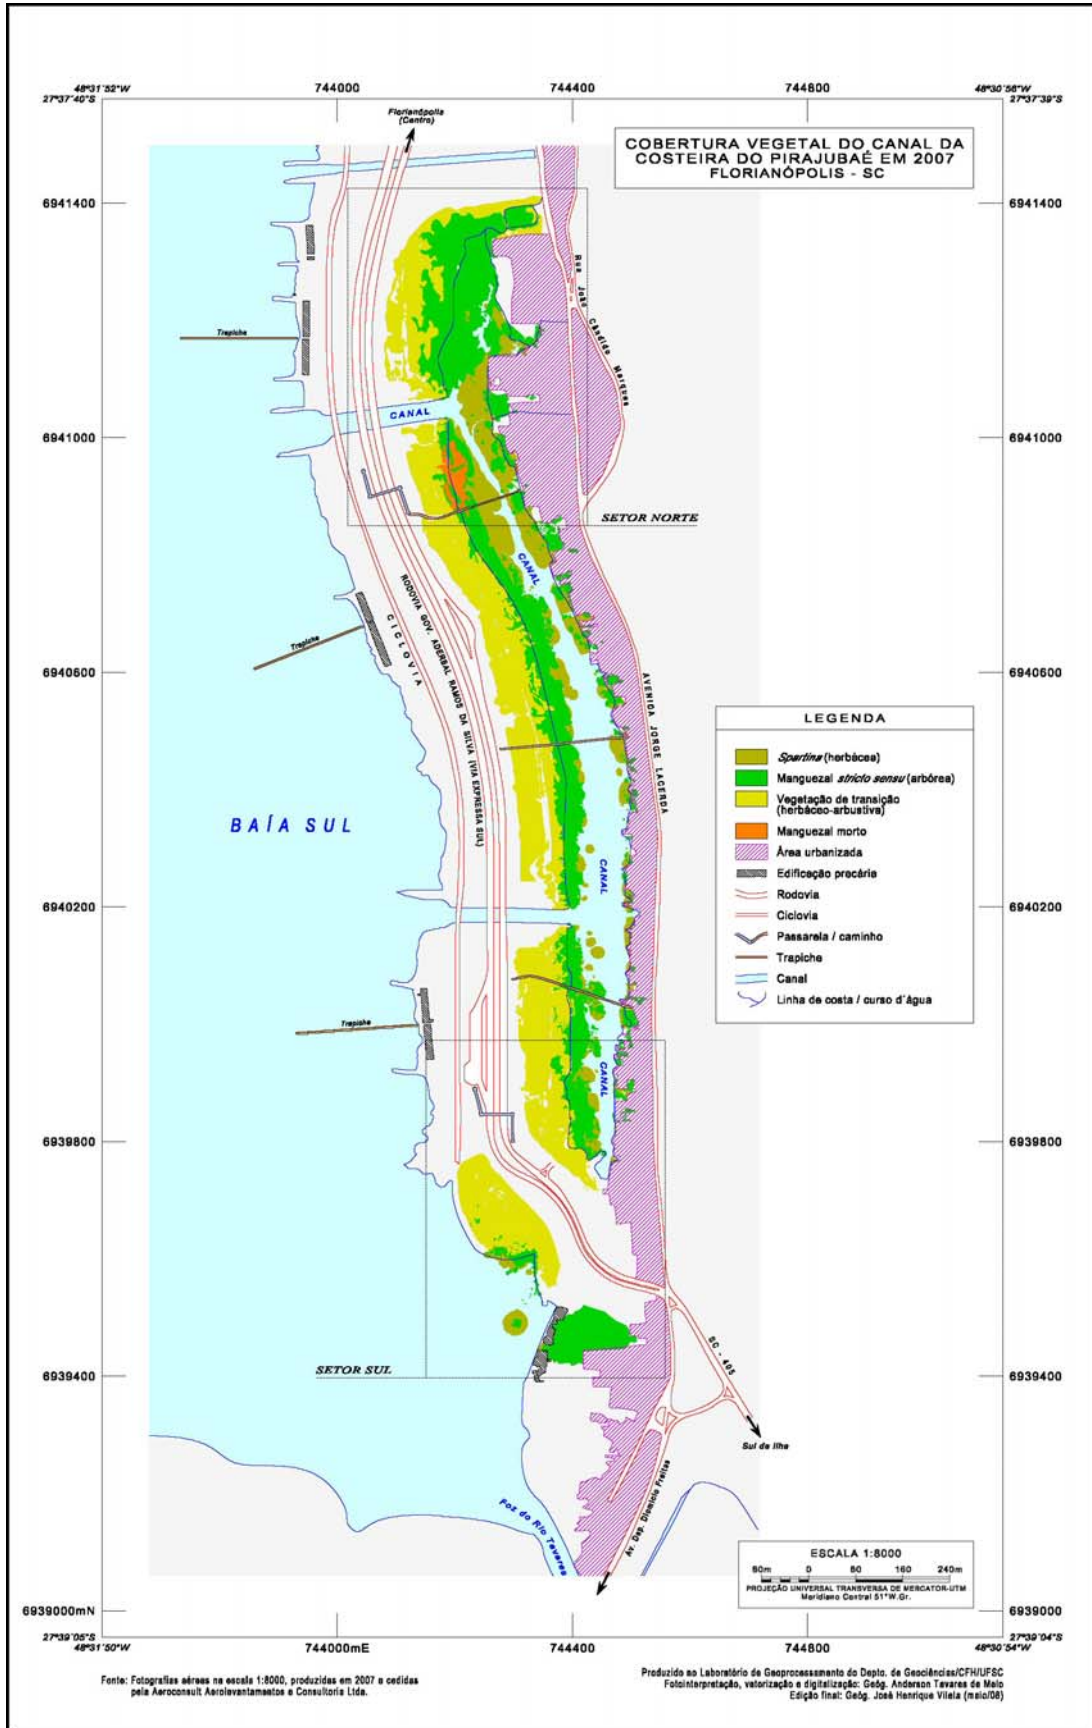 48°31'52"W
744000
744400
744800
48°30'56"W
27°37'40"S
27°37'39"S
Florianópolis
(Centro)
COBERTURA VEGETAL DO CANAL DA
COSTEIRA DO PIRAJUBAÉ EM 2007
FLORIANÓPOLIS - SC
6941400
6941400
Rua João Cândido Marques
Trapiche
CANAL
6941000
6941000
SETOR NORTE
CANAL
RODOVIA GOV. ADERBAL RAMOS DA SILVA (VIA EXPRESSA SUL)
CICLOVIA
Trapiche
6940600
6940600
AVENIDA JORGE LACERDA
LEGENDA
Spartina (herbácea)
Manguezal stricto sensu (arbórea)
Vegetação de transição
(herbáceo-arbustiva)
Manguezal morto
Área urbanizada
Edificação precária
Rodovia
Ciclovia
Passarela / caminho
Trapiche
Canal
Linha de costa / curso d´água
BAÍA SUL
CANAL
6940200
6940200
Trapiche
CANAL
6939800
6939800
SC - 405
SETOR SUL
6939400
6939400
Sul da Ilha
Foz do Rio Tavares
Av. Dep. Diomício Freitas
ESCALA 1:8000
80m 0 80 160 240m
PROJEÇÃO UNIVERSAL TRANSVERSA DE MERCATOR-UTM
Meridiano Central 51°W.Gr.
6939000mN
6939000
27°39'05"S
27°39'04"S
48°31'50"W
744000mE
744400
744800
48°30'54"W
Fonte: Fotografias aéreas na escala 1:8000, produzidas em 2007 e cedidas
pela Aeroconsult Aerolevantamentos e Consultoria Ltda.
Produzido no Laboratório de Geoprocessamento do Depto. de Geociências/CFH/UFSC
Fotointerpretação, vetorização e digitalização: Geóg. Anderson Tavares de Melo
Edição final: Geóg. José Henrique Vilela (maio/08)